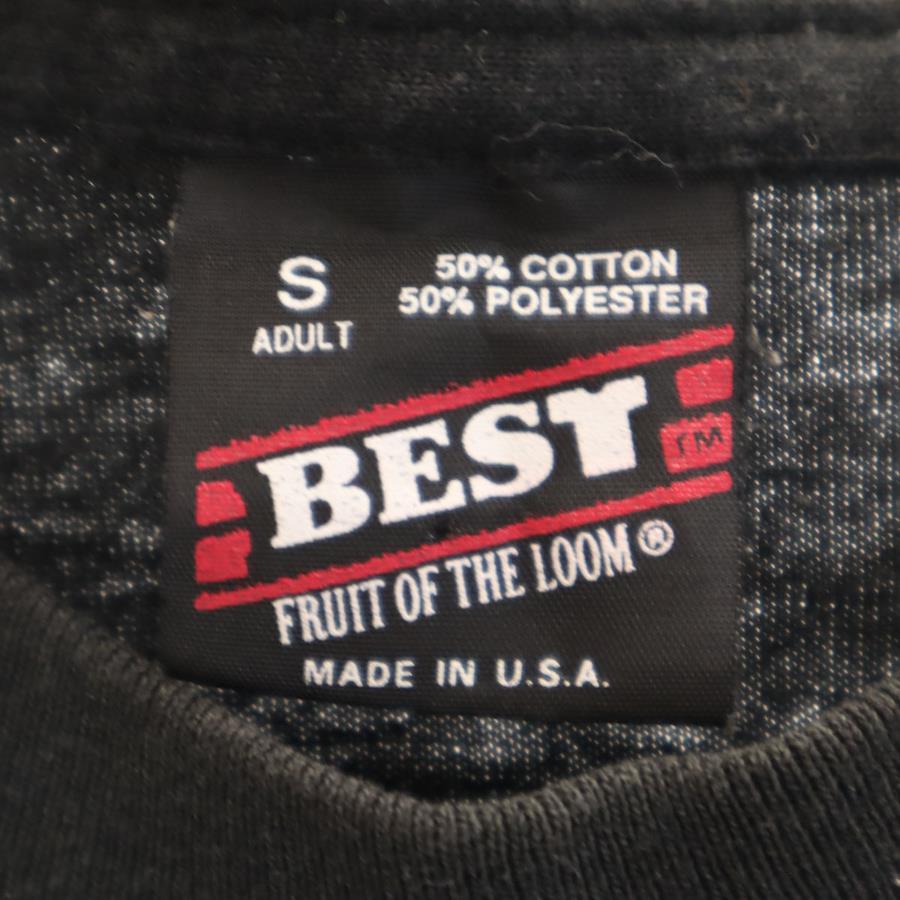 S
ADULT
50% COTTON
50% POLYESTER
BEST
TM
FRUIT OF THE LOOM®
MADE IN U.S.A.